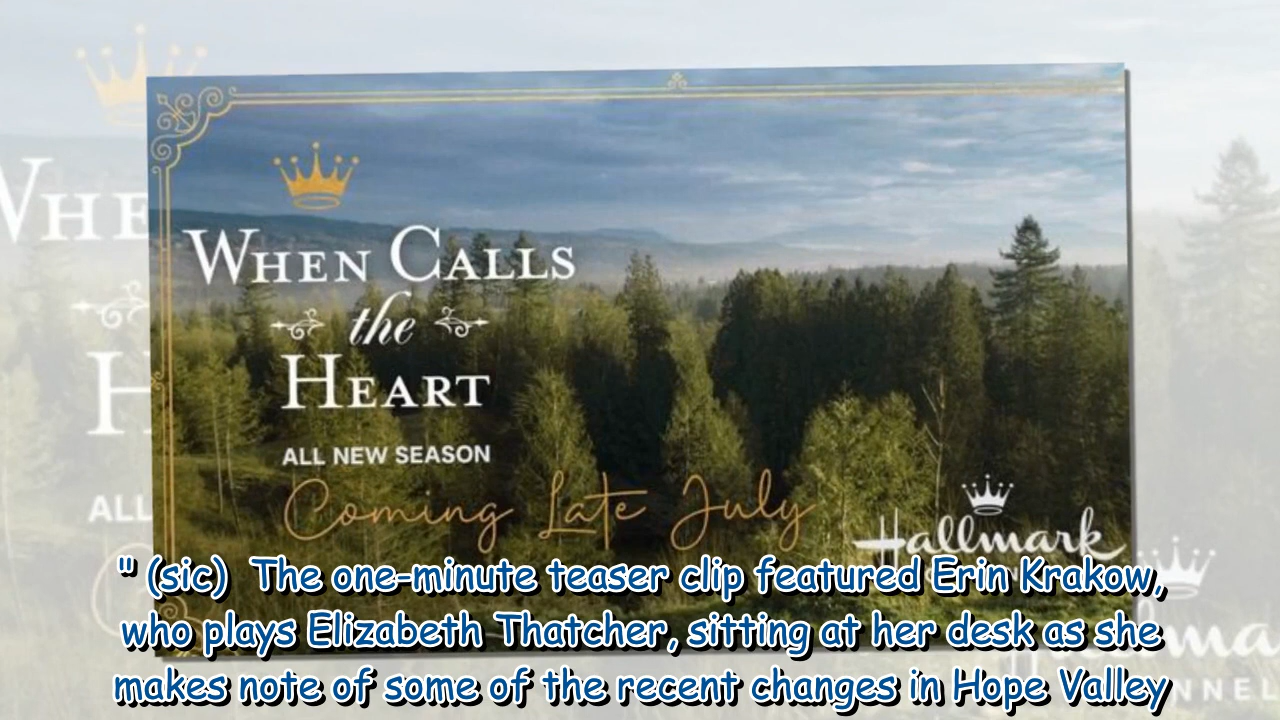 When Calls
the
Heart
ALL NEW SEASON
Coming Late July
Hallmark
" (sic)  The one-minute teaser clip featured Erin Krakow,
who plays Elizabeth Thatcher, sitting at her desk as she
makes note of some of the recent changes in Hope Valley